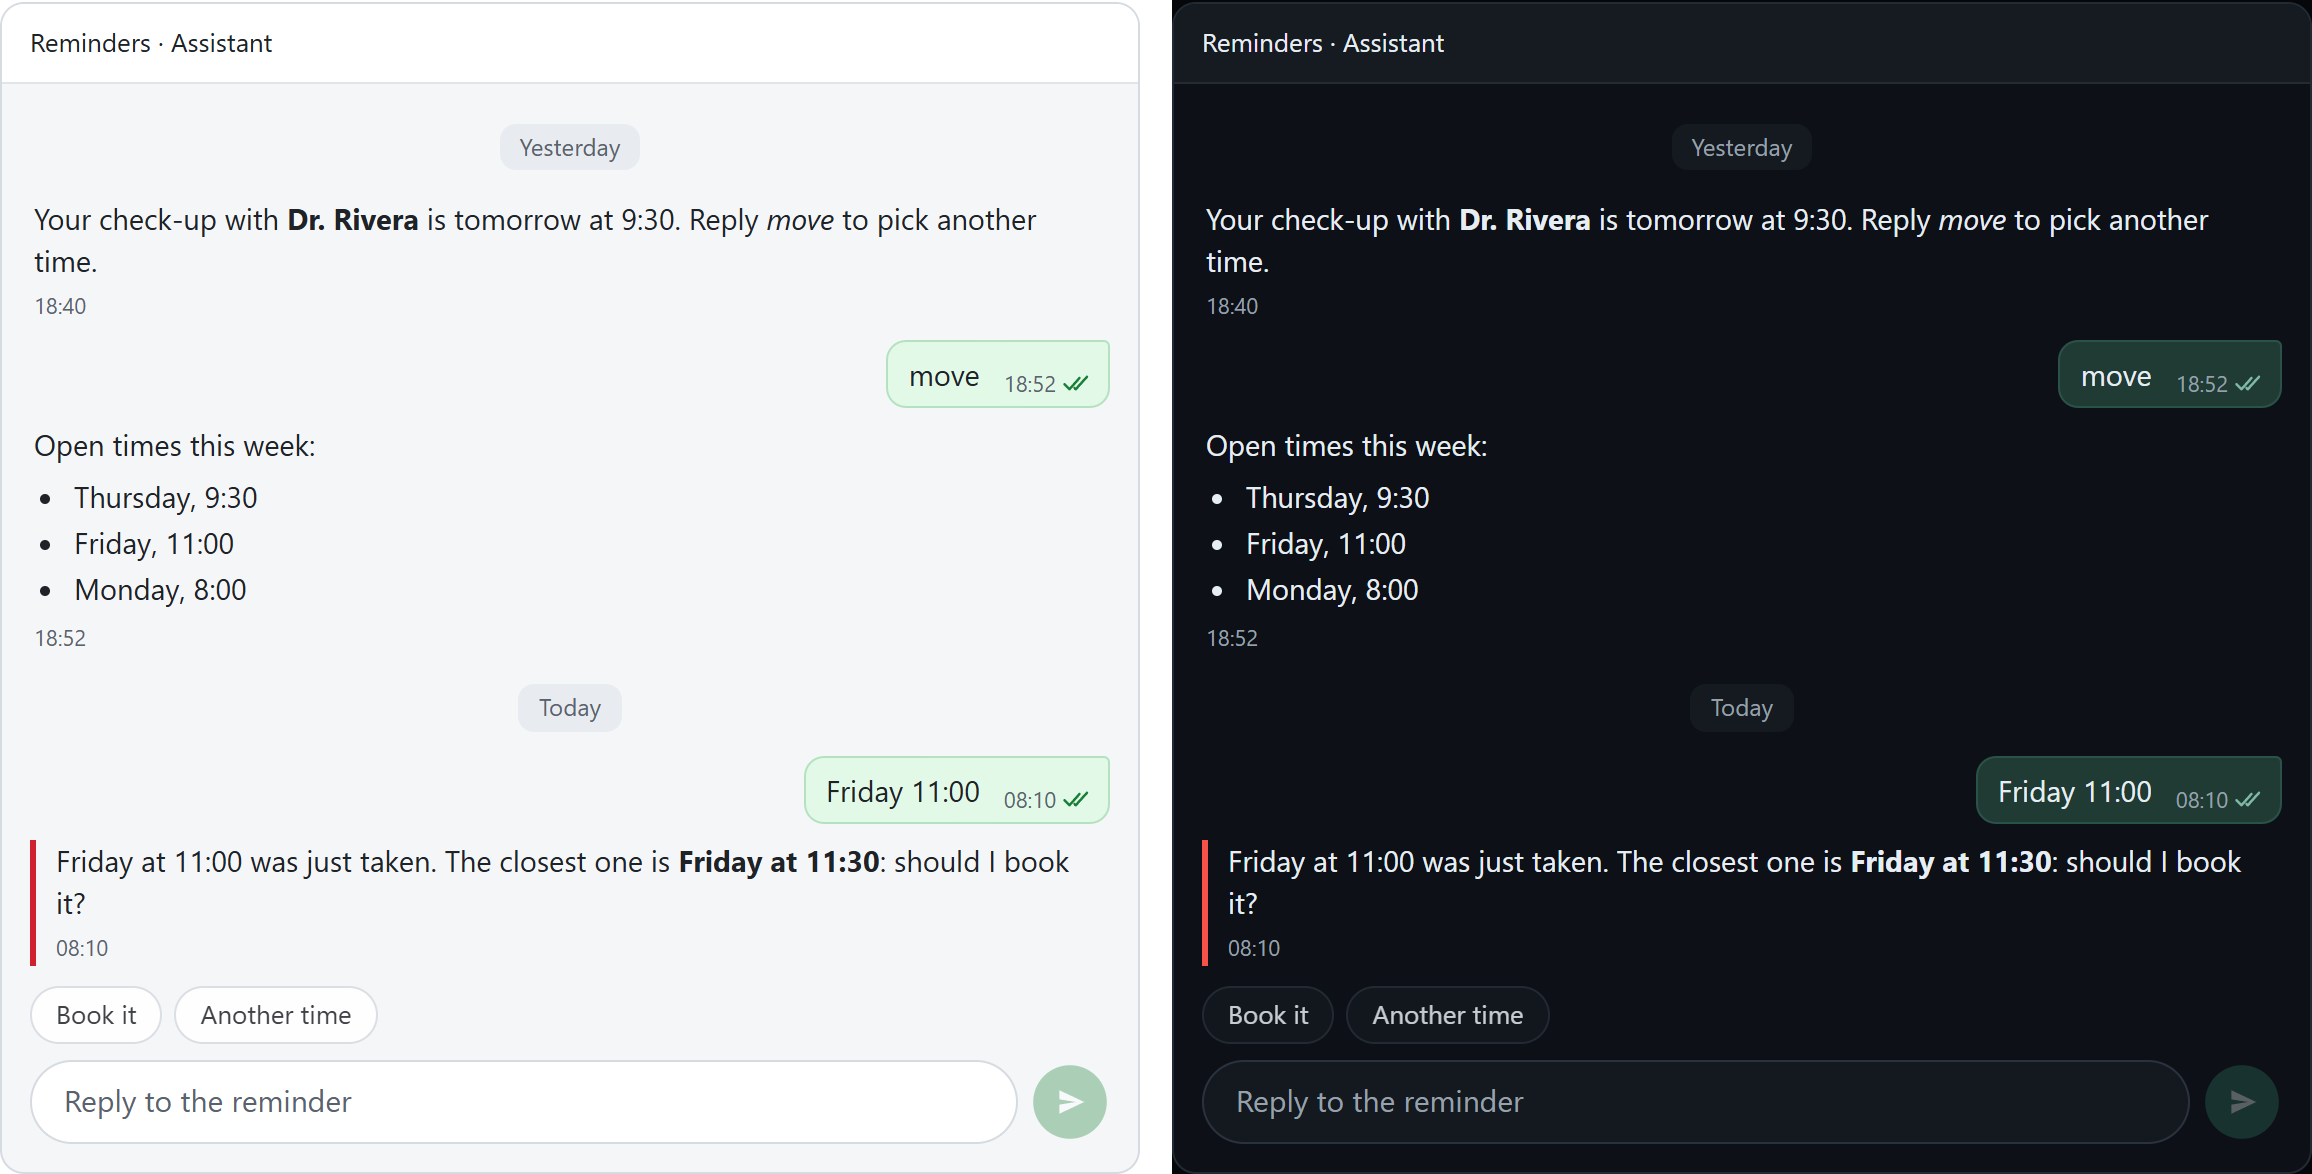 Reminders · Assistant
Yesterday
Your check-up with Dr. Rivera is tomorrow at 9:30. Reply move to pick another
time.
18:40
move 18:52
Open times this week:
• Thursday, 9:30
• Friday, 11:00
• Monday, 8:00
18:52
Today
Friday 11:00 08:10
Friday at 11:00 was just taken. The closest one is Friday at 11:30: should I book
it?
08:10
Book it Another time
Reply to the reminder
Reminders · Assistant
Yesterday
Your check-up with Dr. Rivera is tomorrow at 9:30. Reply move to pick another
time.
18:40
move 18:52
Open times this week:
• Thursday, 9:30
• Friday, 11:00
• Monday, 8:00
18:52
Today
Friday 11:00 08:10
Friday at 11:00 was just taken. The closest one is Friday at 11:30: should I book
it?
08:10
Book it Another time
Reply to the reminder